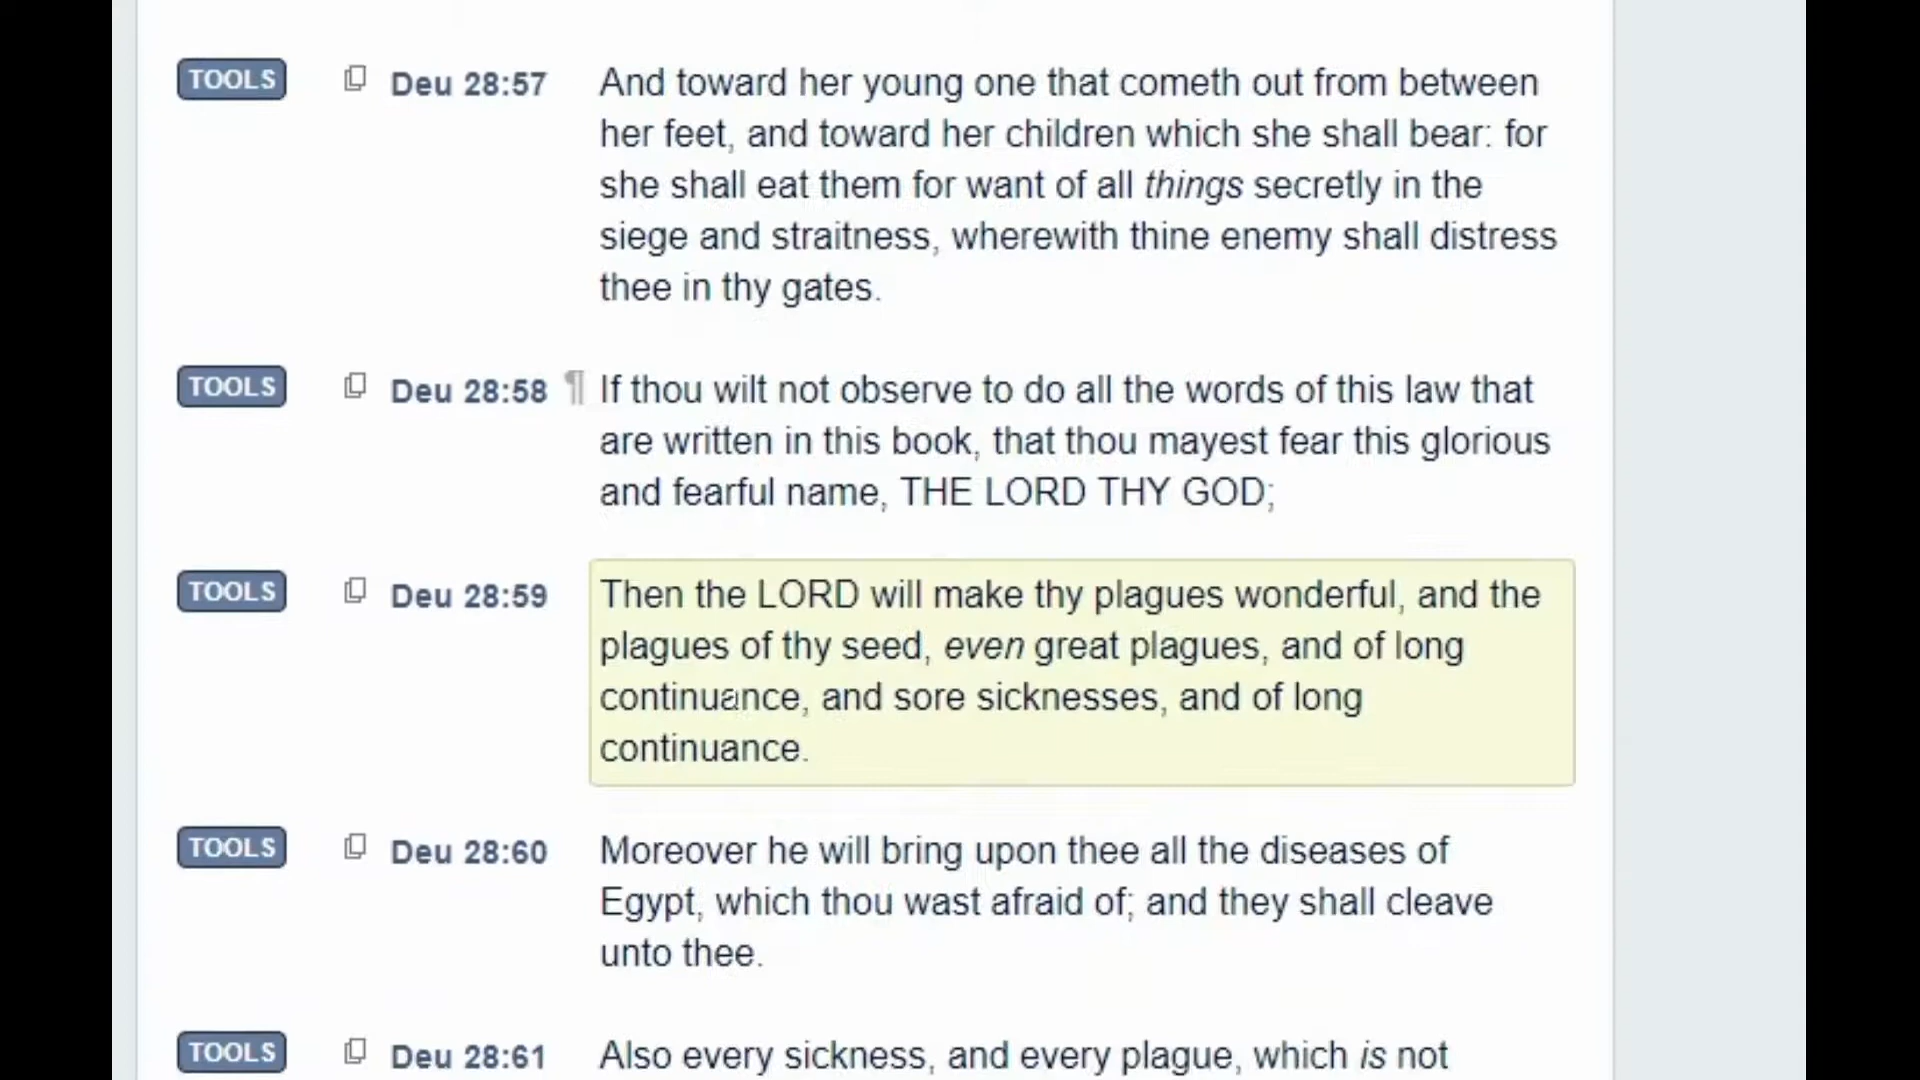 TOOLS Deu 28:57 And toward her young one that cometh out from between
her feet, and toward her children which she shall bear: for
she shall eat them for want of all things secretly in the
siege and straitness, wherewith thine enemy shall distress
thee in thy gates.
TOOLS Deu 28:58 ¶ If thou wilt not observe to do all the words of this law that
are written in this book, that thou mayest fear this glorious
and fearful name, THE LORD THY GOD;
TOOLS Deu 28:59 Then the LORD will make thy plagues wonderful, and the
plagues of thy seed, even great plagues, and of long
continuance, and sore sicknesses, and of long
continuance.
TOOLS Deu 28:60 Moreover he will bring upon thee all the diseases of
Egypt, which thou wast afraid of; and they shall cleave
unto thee.
TOOLS Deu 28:61 Also every sickness, and every plague, which is not